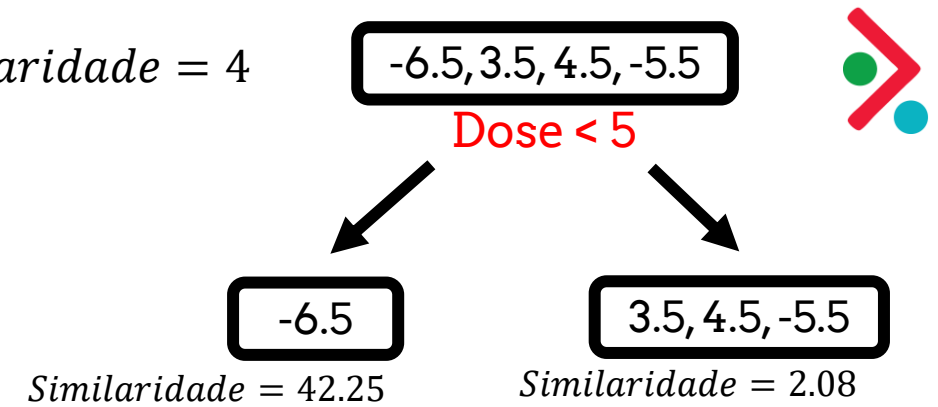 aridade = 4
-6.5, 3.5, 4.5, -5.5
Dose < 5
-6.5
3.5, 4.5, -5.5
Similaridade = 42.25
Similaridade = 2.08